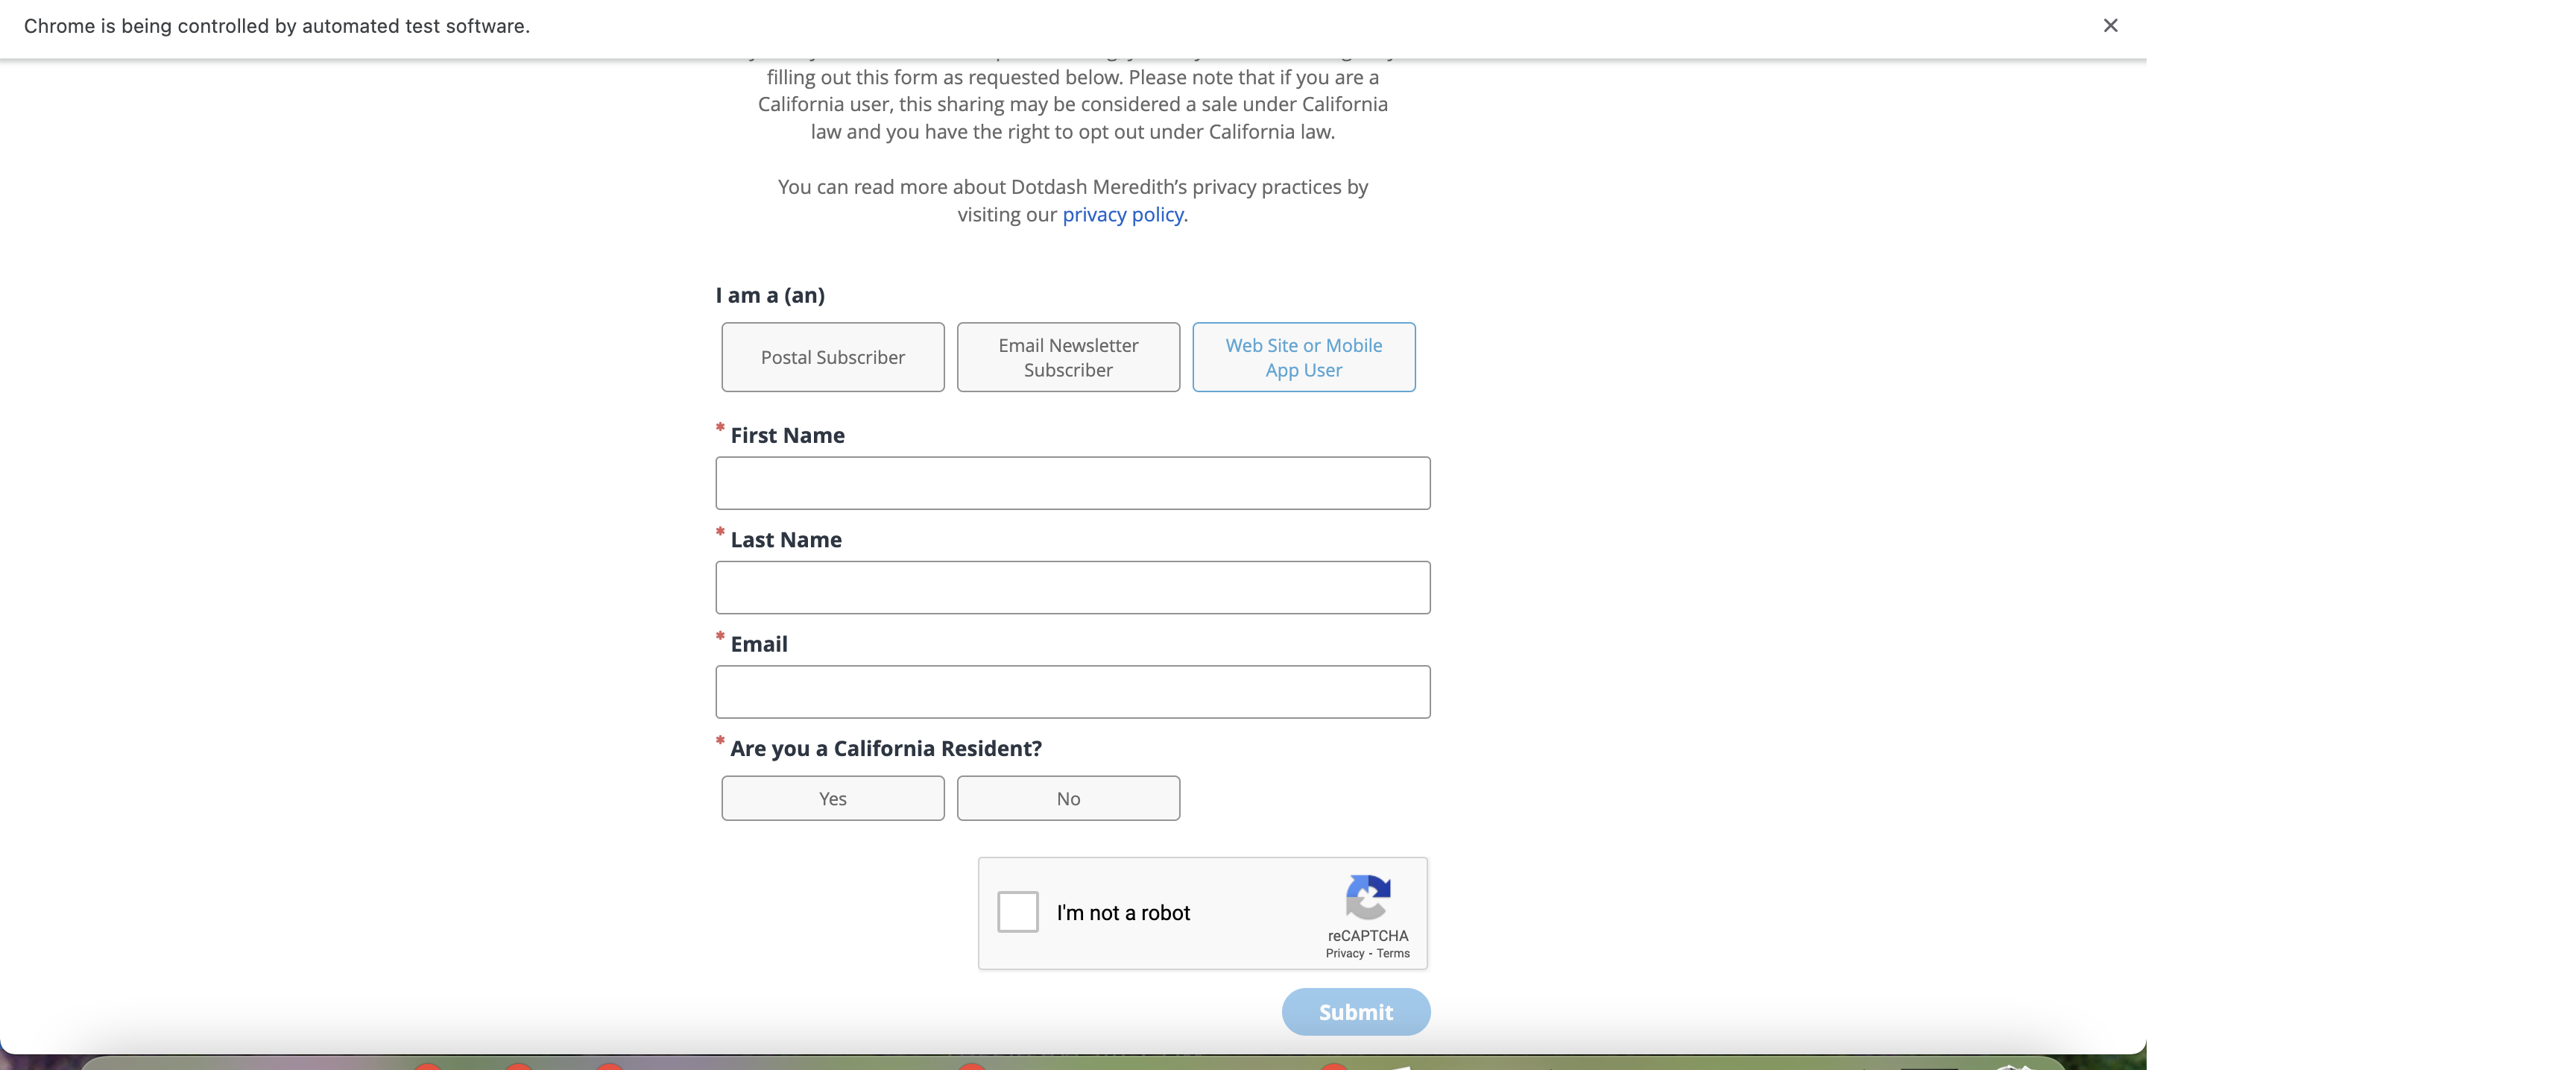 Chrome is being controlled by automated test software.
filling out this form as requested below. Please note that if you are a
California user, this sharing may be considered a sale under California
law and you have the right to opt out under California law.
You can read more about Dotdash Meredith’s privacy practices by
visiting our privacy policy.
I am a (an)
Postal Subscriber
Email Newsletter
Subscriber
Web Site or Mobile
App User
* First Name
* Last Name
* Email
* Are you a California Resident?
Yes
No
I'm not a robot
reCAPTCHA
Privacy - Terms
Submit